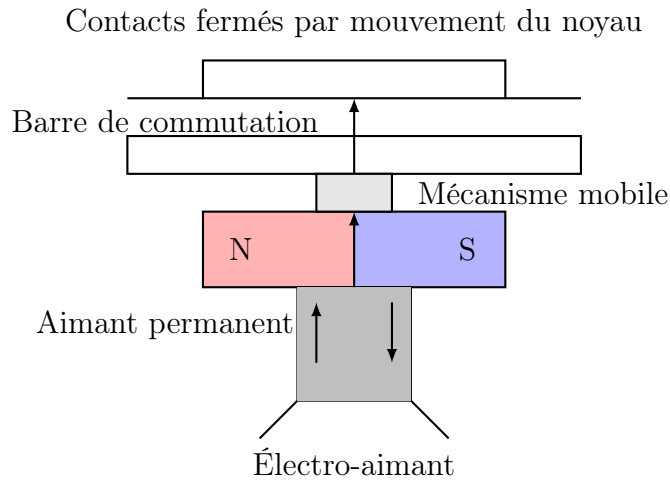 Contacts fermés par mouvement du noyau
Barre de commutation
Mécanisme mobile
N
S
Aimant permanent
Électro-aimant